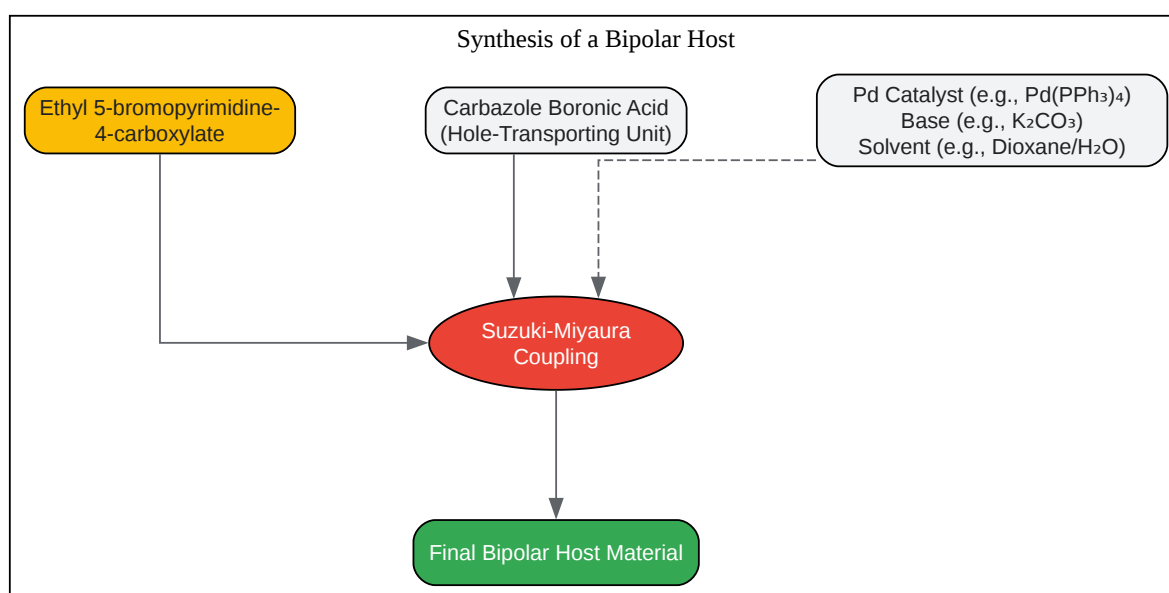 Synthesis of a Bipolar Host
Ethyl 5-bromopyrimidine-
4-carboxylate
Carbazole Boronic Acid
(Hole-Transporting Unit)
Pd Catalyst (e.g., Pd(PPh₃)₄)
Base (e.g., K₂CO₃)
Solvent (e.g., Dioxane/H₂O)
Suzuki-Miyaura
Coupling
Final Bipolar Host Material